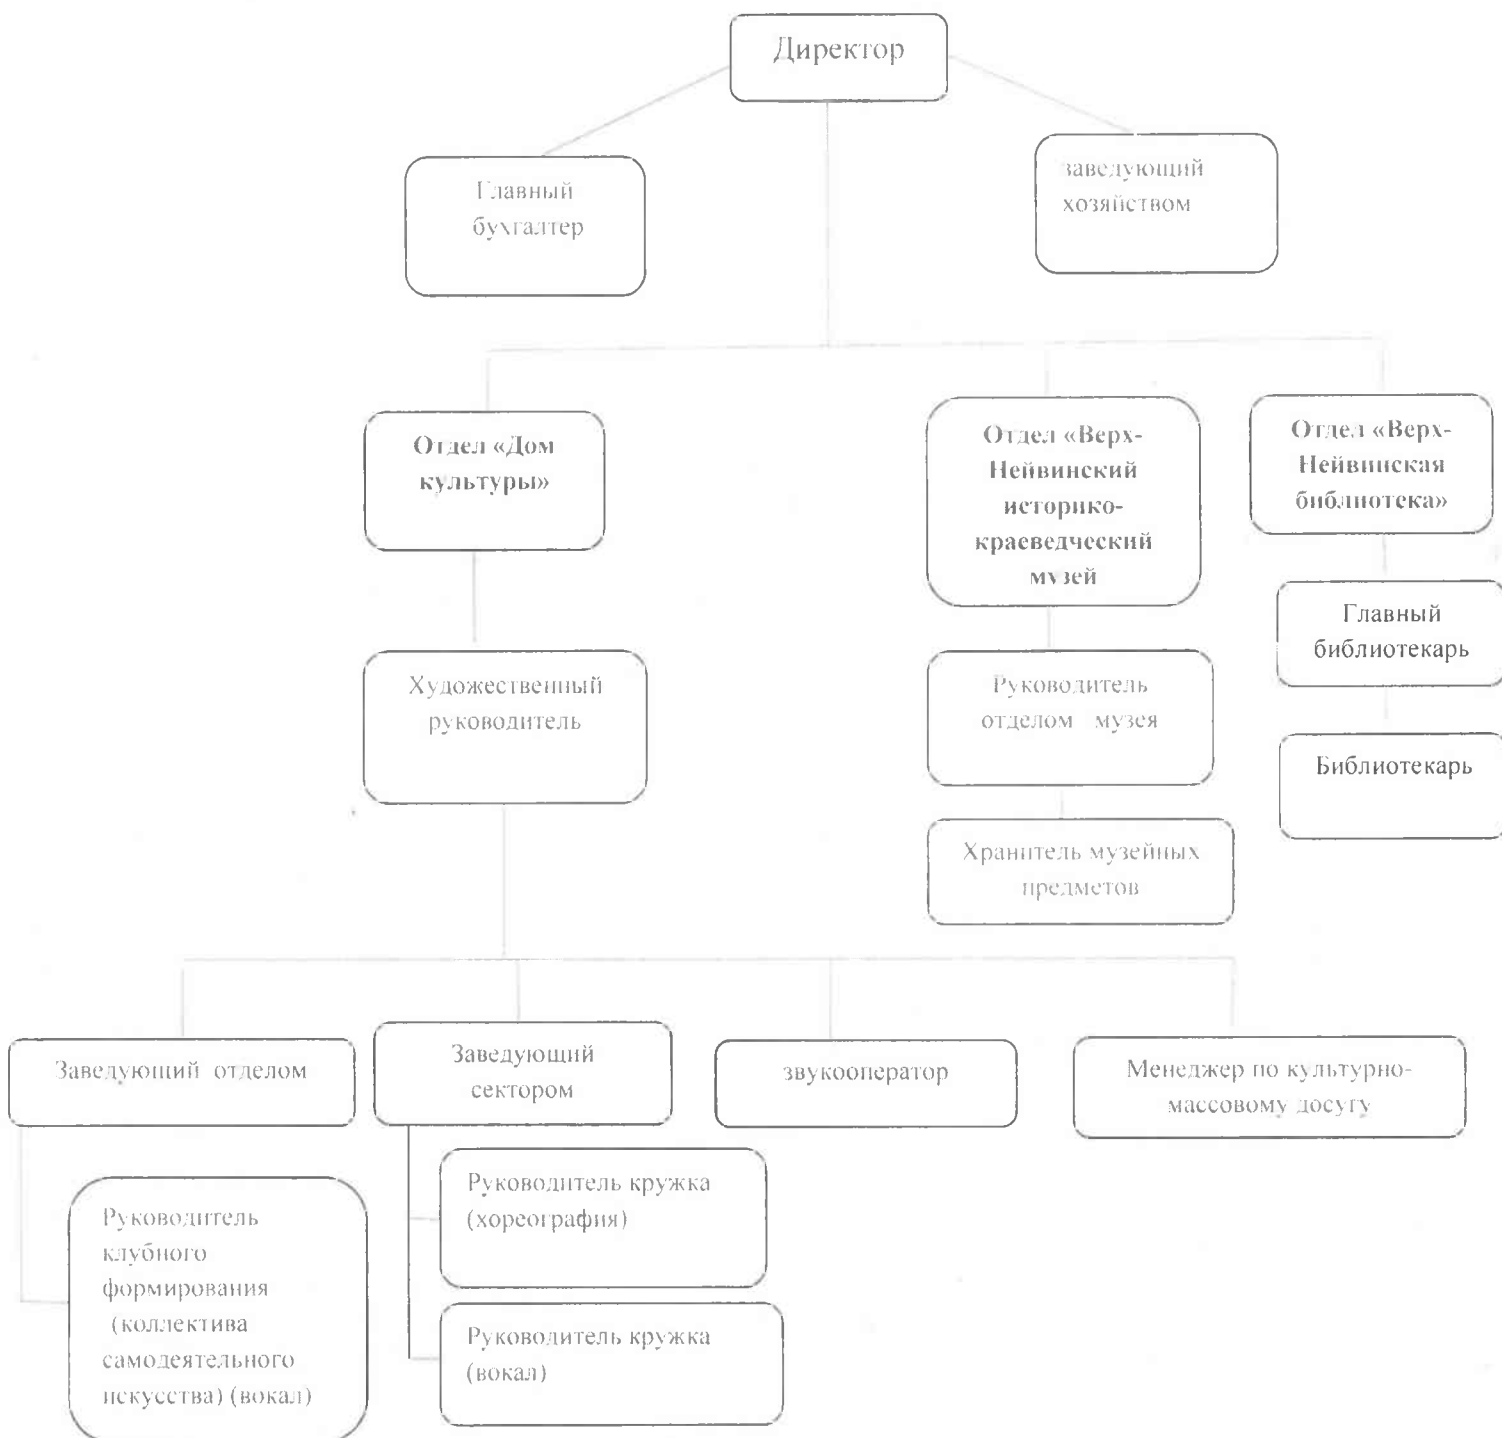 Директор
Главный
бухгалтер
заведующий
хозяйством
Отдел «Дом
культуры»
Отдел «Верх-
Нейвинский
историко-
краеведческий
музей
Отдел «Верх-
Нейвинская
библиотека»
Главный
библиотекарь
Художественный
руководитель
Руководитель
отделом музея
Библиотекарь
Хранитель музейных
предметов
Заведующий отделом
Заведующий
сектором
звукооператор
Менеджер по культурно-
массовому досугу
Руководитель
клубного
формирования
(коллектива
самодеятельного
искусства) (вокал)
Руководитель кружка
(хореография)
Руководитель кружка
(вокал)